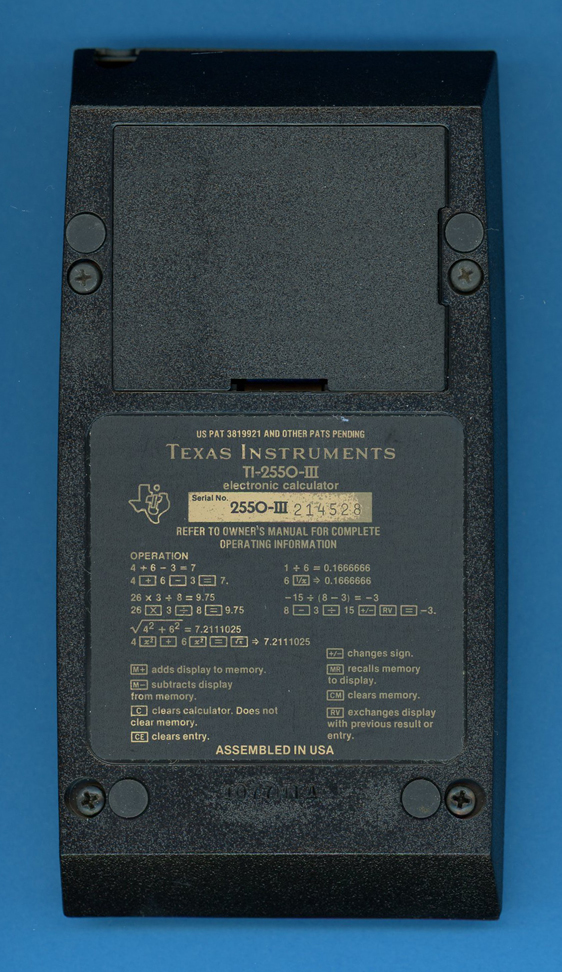 US PAT 3819921 AND OTHER PATS PENDING
TEXAS INSTRUMENTS
TI-2550-III
electronic calculator
Serial No.
2550-III 214528
REFER TO OWNER'S MANUAL FOR COMPLETE
OPERATING INFORMATION
OPERATION
4 + 6 − 3 = 7
4 + 6 − 3 = 7.
26 × 3 ÷ 8 = 9.75
26 X 3 ÷ 8 = 9.75
√4² + 6² = 7.2111025
4 x² + 6 x² = √x ⇒ 7.2111025
1 ÷ 6 = 0.1666666
6 1/x ⇒ 0.1666666
−15 ÷ (8 − 3) = −3
8 − 3 ÷ 15 +/− RV = −3.
M+ adds display to memory.
M− subtracts display
from memory.
C clears calculator. Does not
clear memory.
CE clears entry.
+/− changes sign.
MR recalls memory
to display.
CM clears memory.
RV exchanges display
with previous result or
entry.
ASSEMBLED IN USA